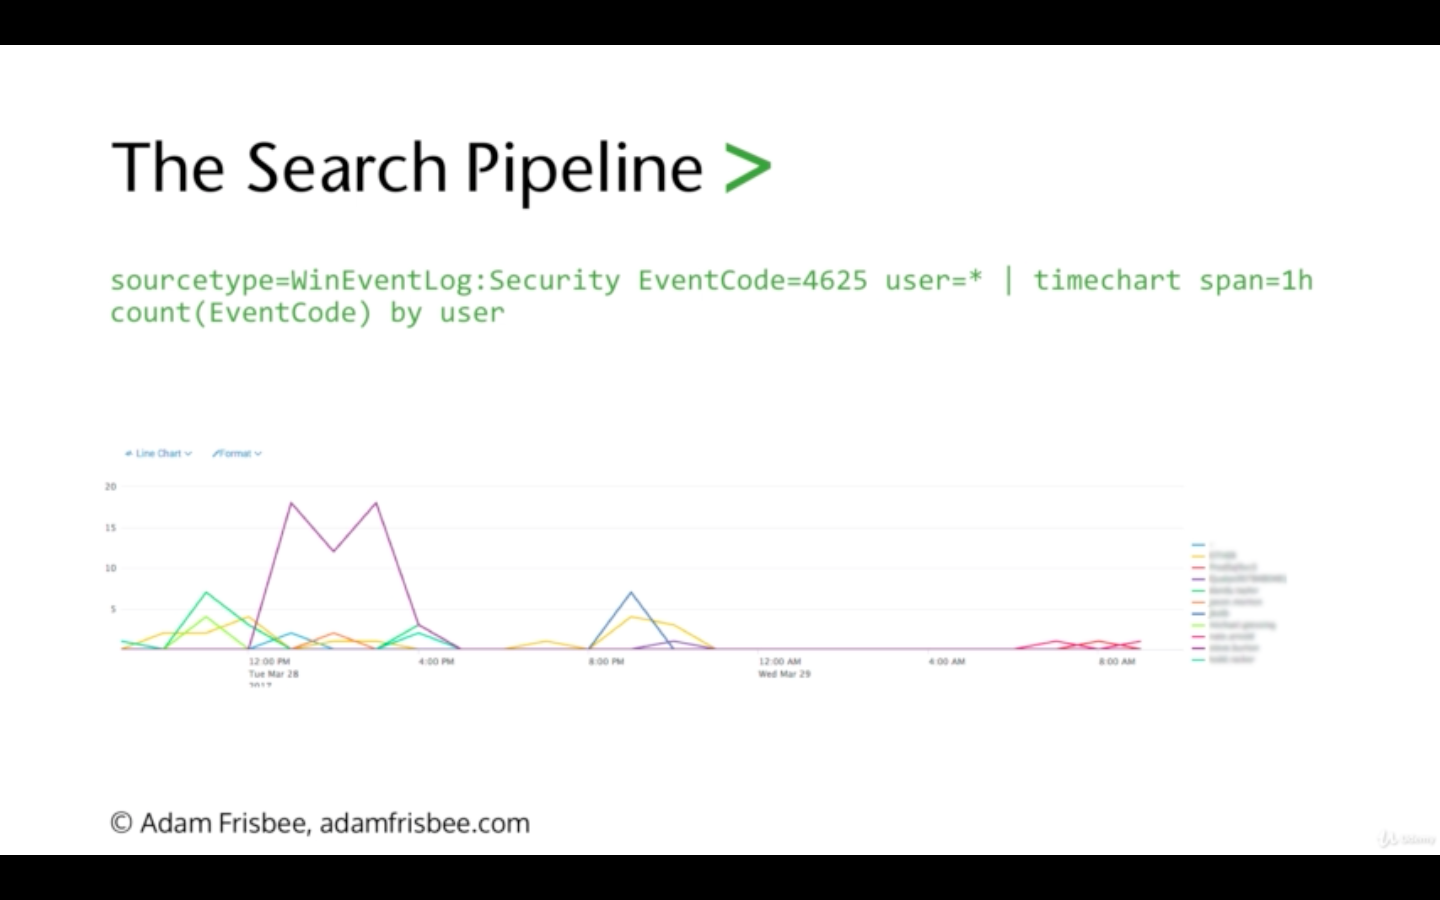 The Search Pipeline >
sourcetype=WinEventLog:Security EventCode=4625 user=* | timechart span=1h
count(EventCode) by user
Line Chart Format
20
15
10
5
12:00 PM 4:00 PM 8:00 PM 12:00 AM 4:00 AM 8:00 AM
Tue Mar 28 Wed Mar 29
2017
© Adam Frisbee, adamfrisbee.com
Udemy